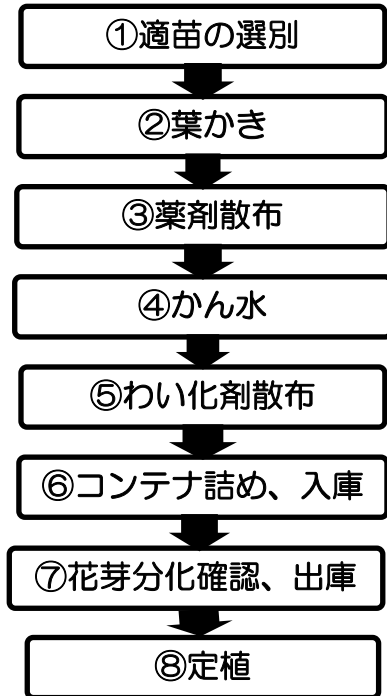 ①適苗の選別
②葉かき
③薬剤散布
④かん水
⑤わい化剤散布
⑥コンテナ詰め、入庫
⑦花芽分化確認、出庫
⑧定植